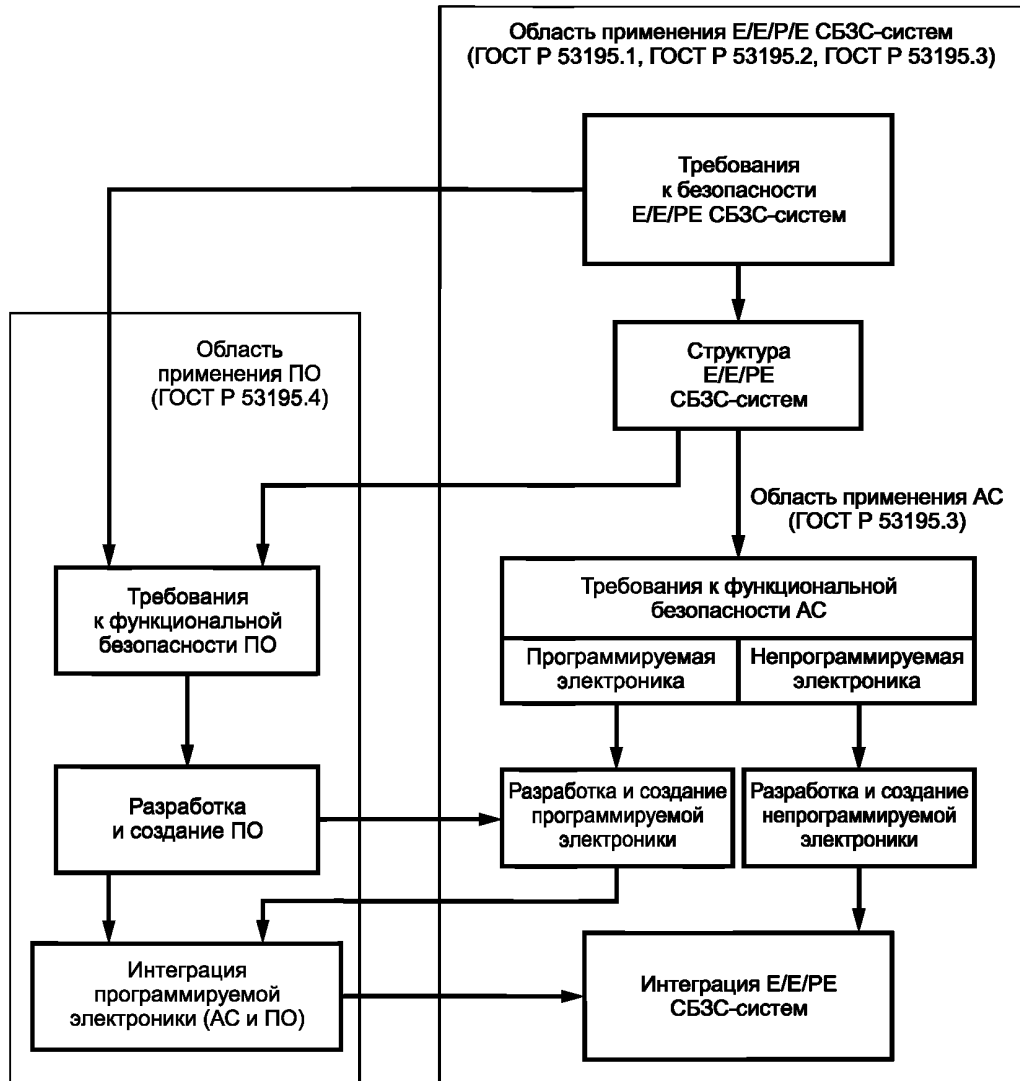 Область применения Е/Е/Р/Е СБЗС-систем
(ГОСТ Р 53195.1, ГОСТ Р 53195.2, ГОСТ Р 53195.3)
Требования
к безопасности
Е/Е/РЕ СБЗС-систем
Структура
Е/Е/РЕ
СБЗС-систем
Область
применения ПО
(ГОСТ Р 53195.4)
Область применения АС
(ГОСТ Р 53195.3)
Требования
к функциональной
безопасности ПО
Требования к функциональной
безопасности АС
Программируемая
электроника
Непрограммируемая
электроника
Разработка
и создание ПО
Разработка и создание
программируемой
электроники
Разработка и создание
непрограммируемой
электроники
Интеграция
программируемой
электроники (АС и ПО)
Интеграция Е/Е/РЕ
СБЗС-систем